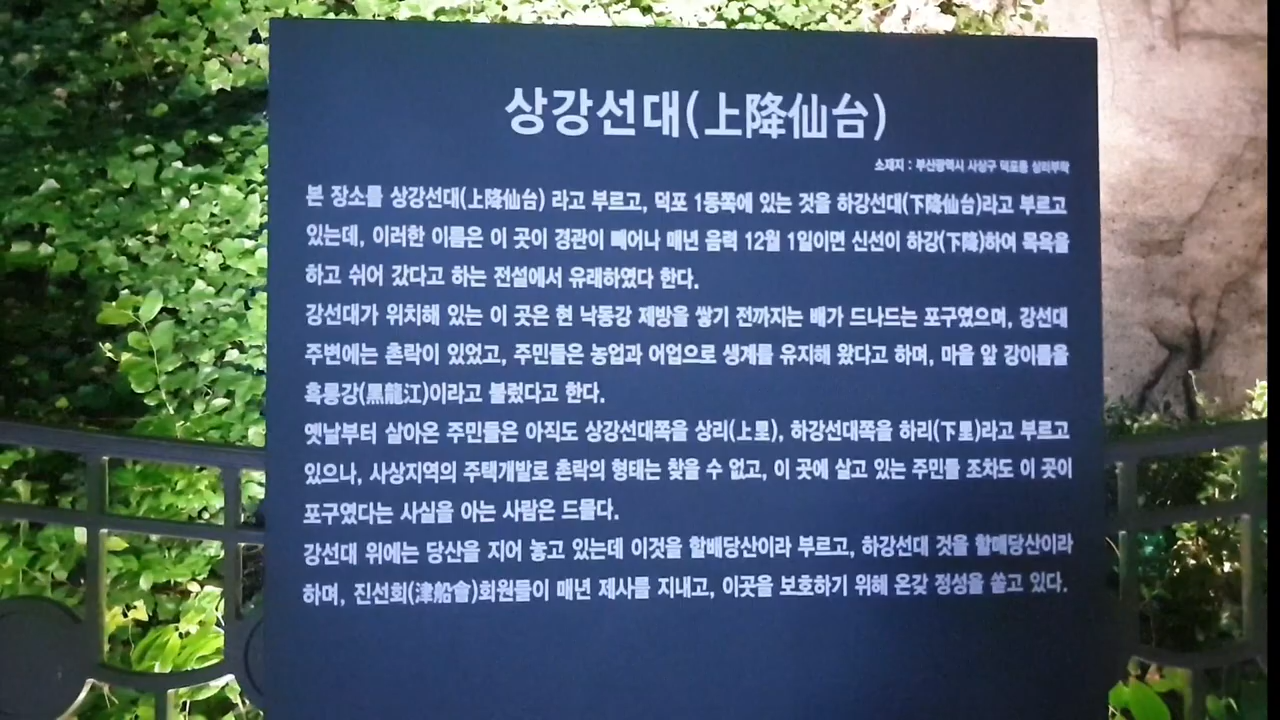 상강선대(上降仙台)
소재지 : 부산광역시 사상구 덕포동 상리부락
본 장소를 상강선대(上降仙台) 라고 부르고, 덕포 1동쪽에 있는 것을 하강선대(下降仙台)라고 부르고
있는데, 이러한 이름은 이 곳이 경관이 빼어나 매년 음력 12월 1일이면 신선이 하강(下降)하여 목욕을
하고 쉬어 갔다고 하는 전설에서 유래하였다 한다.
강선대가 위치해 있는 이 곳은 현 낙동강 제방을 쌓기 전까지는 배가 드나드는 포구였으며, 강선대
주변에는 촌락이 있었고, 주민들은 농업과 어업으로 생계를 유지해 왔다고 하며, 마을 앞 강이름을
흑룡강(黑龍江)이라고 불렀다고 한다.
옛날부터 살아온 주민들은 아직도 상강선대쪽을 상리(上里), 하강선대쪽을 하리(下里)라고 부르고
있으나, 사상지역의 주택개발로 촌락의 형태는 찾을 수 없고, 이 곳에 살고 있는 주민들 조차도 이 곳이
포구였다는 사실을 아는 사람은 드물다.
강선대 위에는 당산을 지어 놓고 있는데 이것을 할배당산이라 부르고, 하강선대 것을 할매당산이라
하며, 진선회(津船會)회원들이 매년 제사를 지내고, 이곳을 보호하기 위해 온갖 정성을 쏟고 있다.